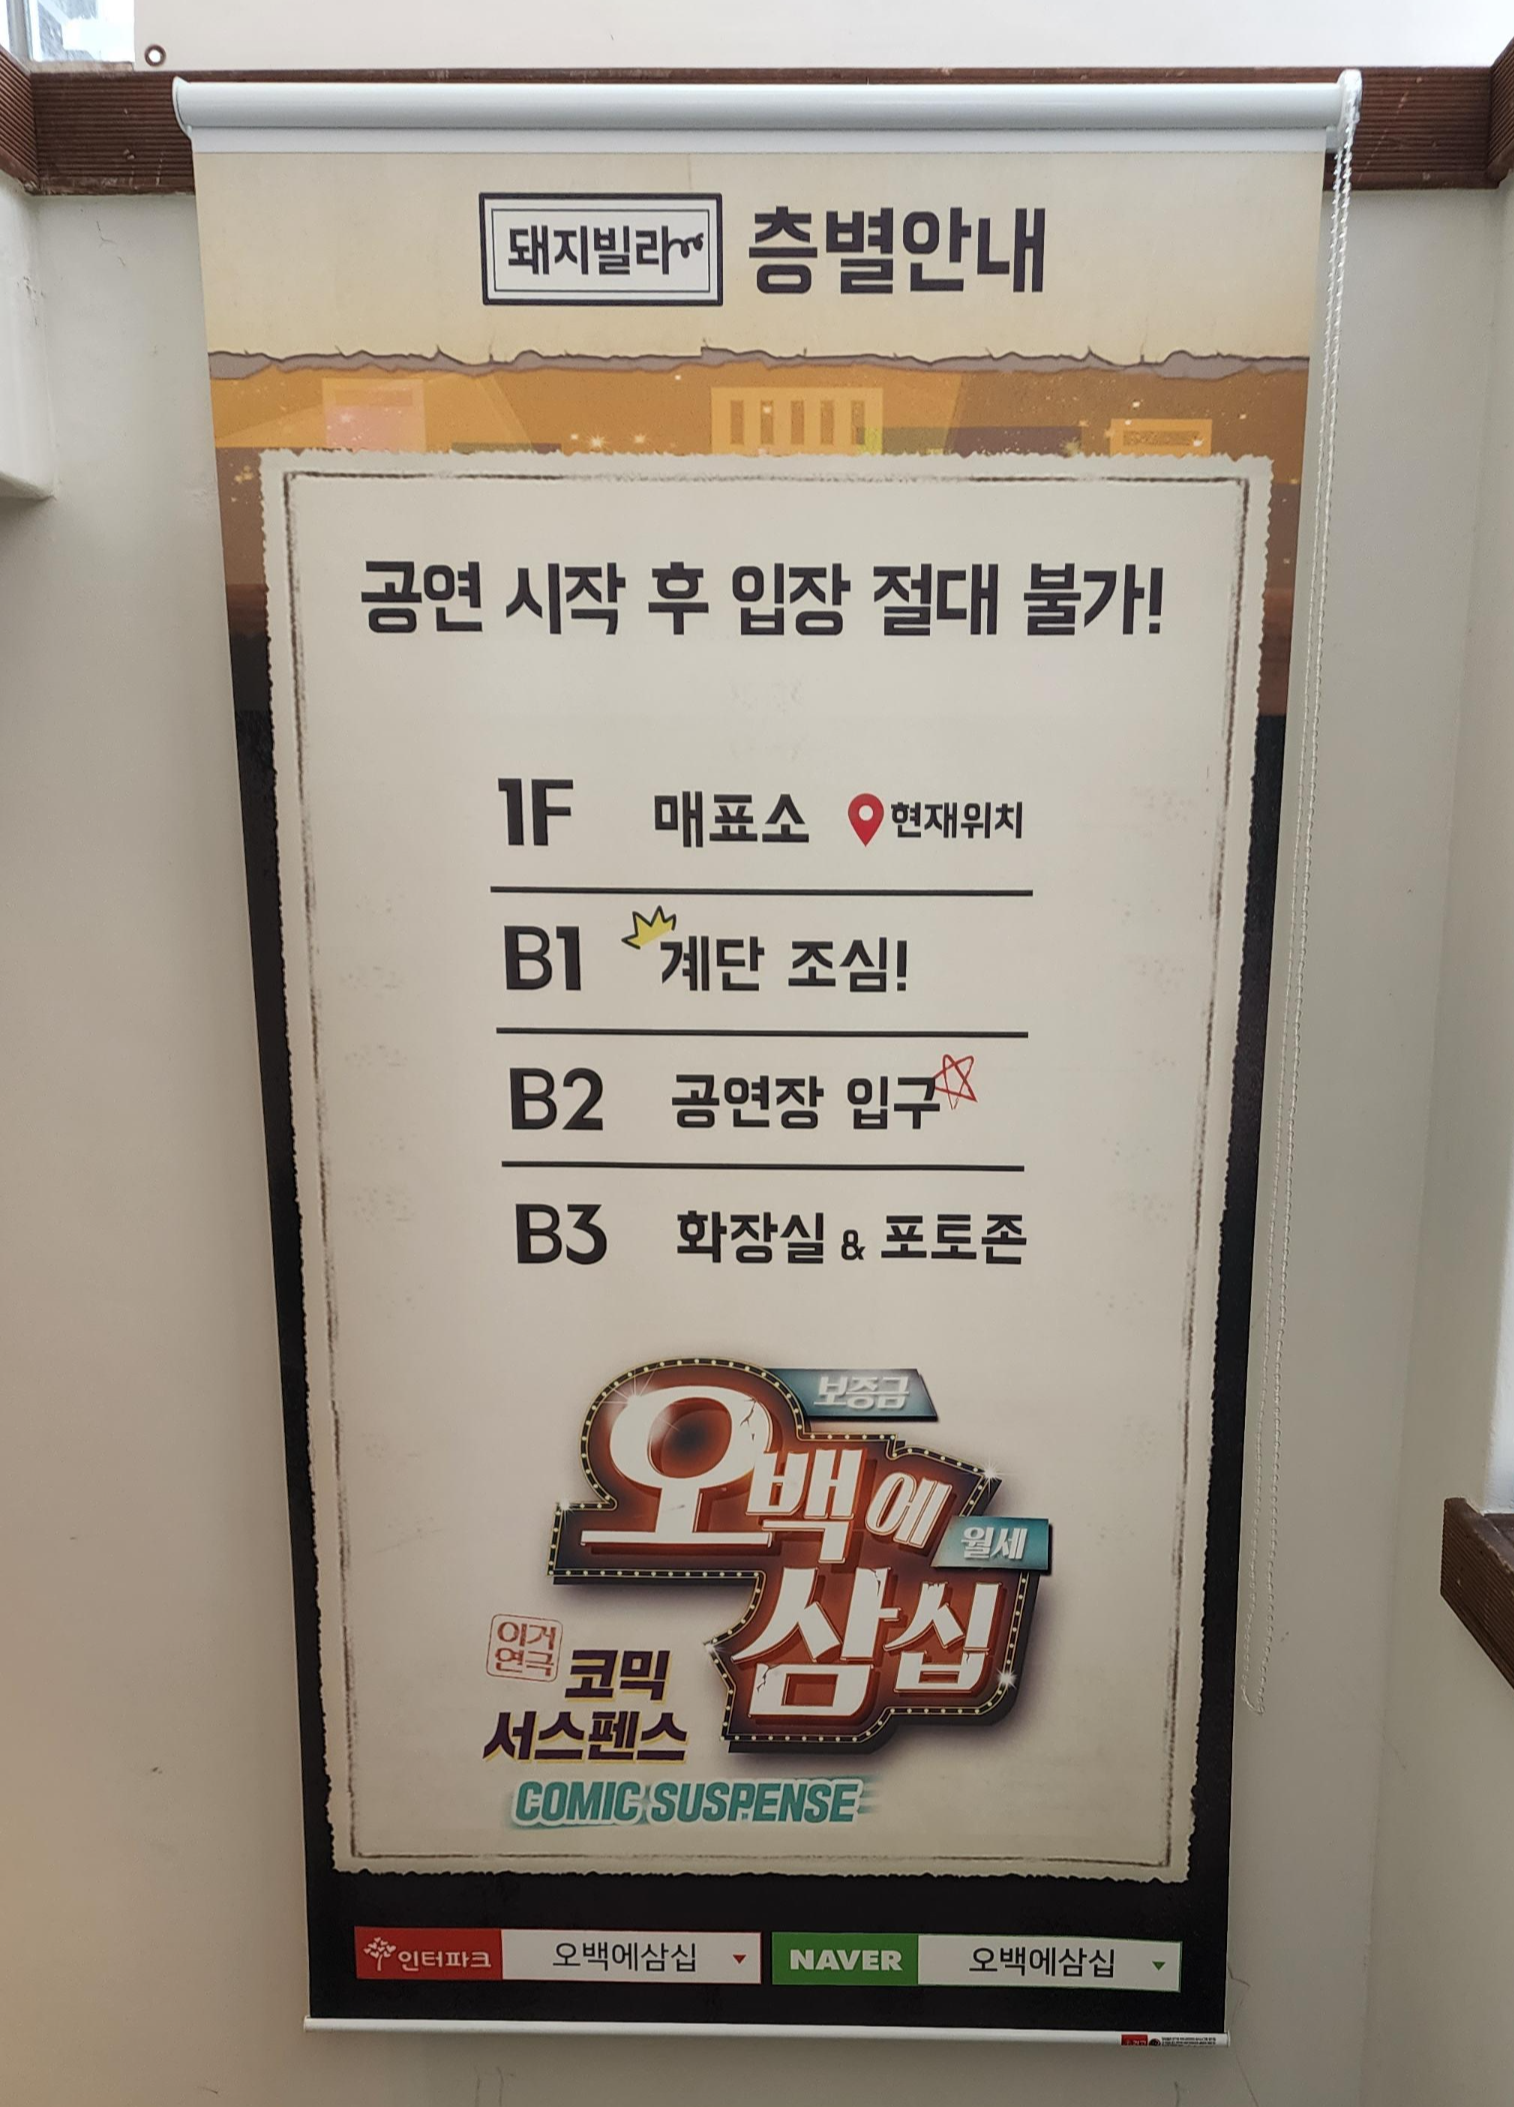 돼지빌라 층별안내
공연 시작 후 입장 절대 불가!
1F 매표소 현재위치
B1 계단 조심!
B2 공연장 입구
B3 화장실 & 포토존
보증금
오백에
월세
삼십
이거
연극
코믹
서스펜스
COMIC SUSPENSE
인터파크 오백에삼십 NAVER 오백에삼십